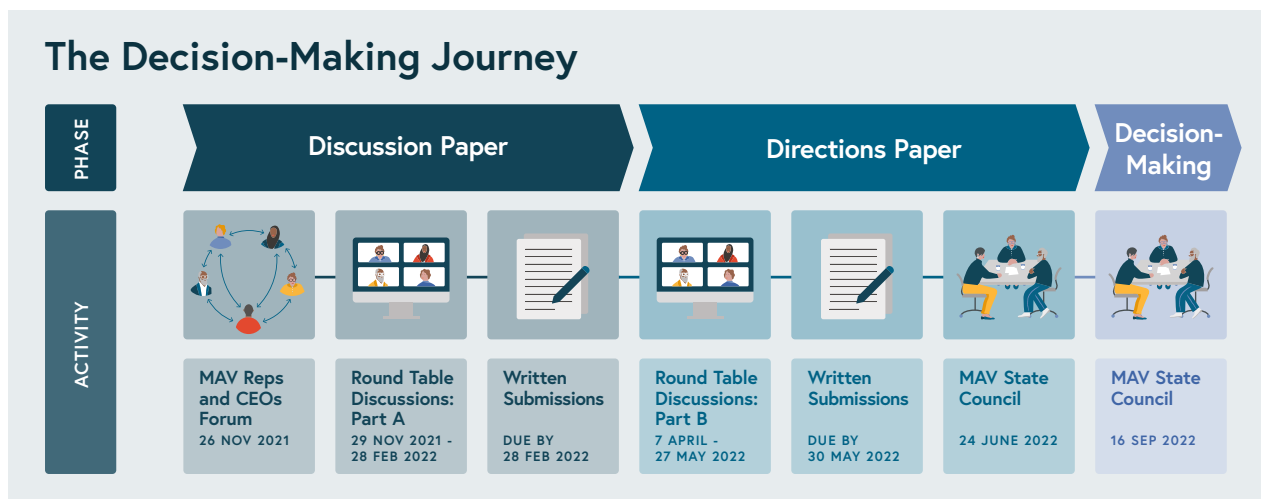 The Decision-Making Journey
PHASE
Discussion Paper
Directions Paper
Decision-
Making
ACTIVITY
MAV Reps
and CEOs
Forum
26 NOV 2021
Round Table
Discussions:
Part A
29 NOV 2021 -
28 FEB 2022
Written
Submissions
DUE BY
28 FEB 2022
Round Table
Discussions:
Part B
7 APRIL -
27 MAY 2022
Written
Submissions
DUE BY
30 MAY 2022
MAV State
Council
24 JUNE 2022
MAV State
Council
16 SEP 2022